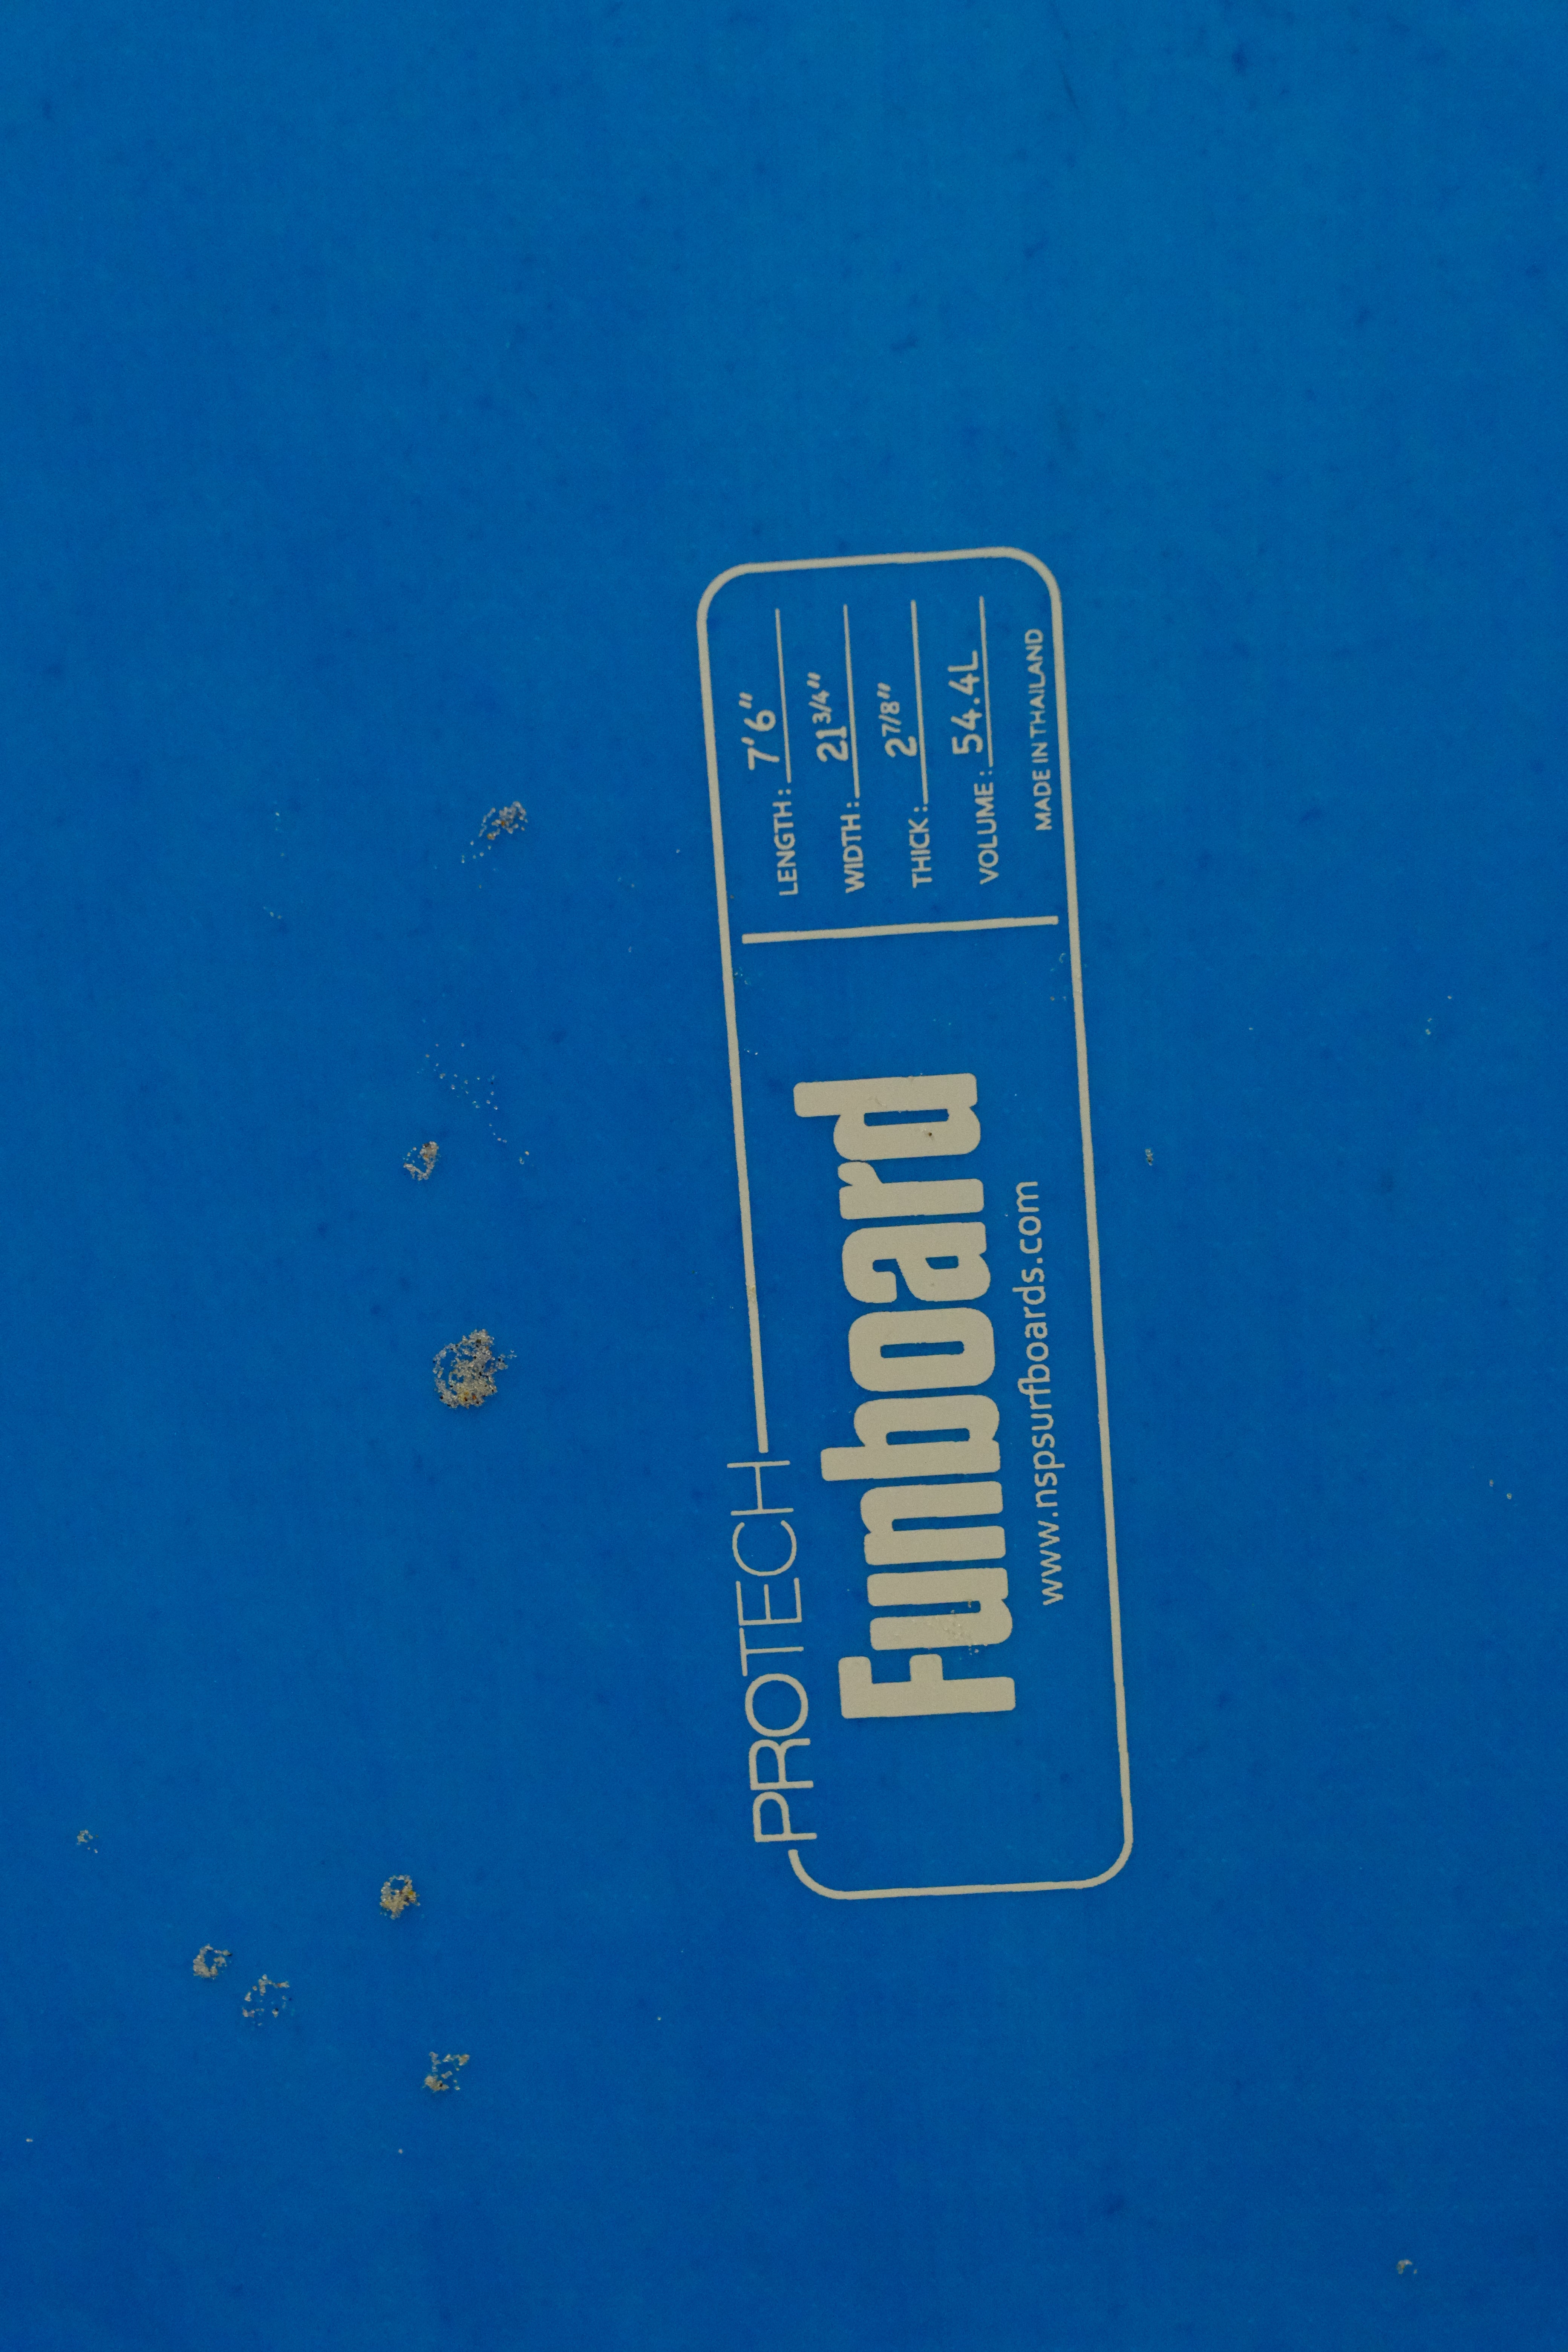 PROTECH
Funboard
www.nspsurfboards.com
LENGTH: 7'6"
WIDTH: 21 3/4"
THICK: 2 7/8"
VOLUME: 54.4L
MADE IN THAILAND